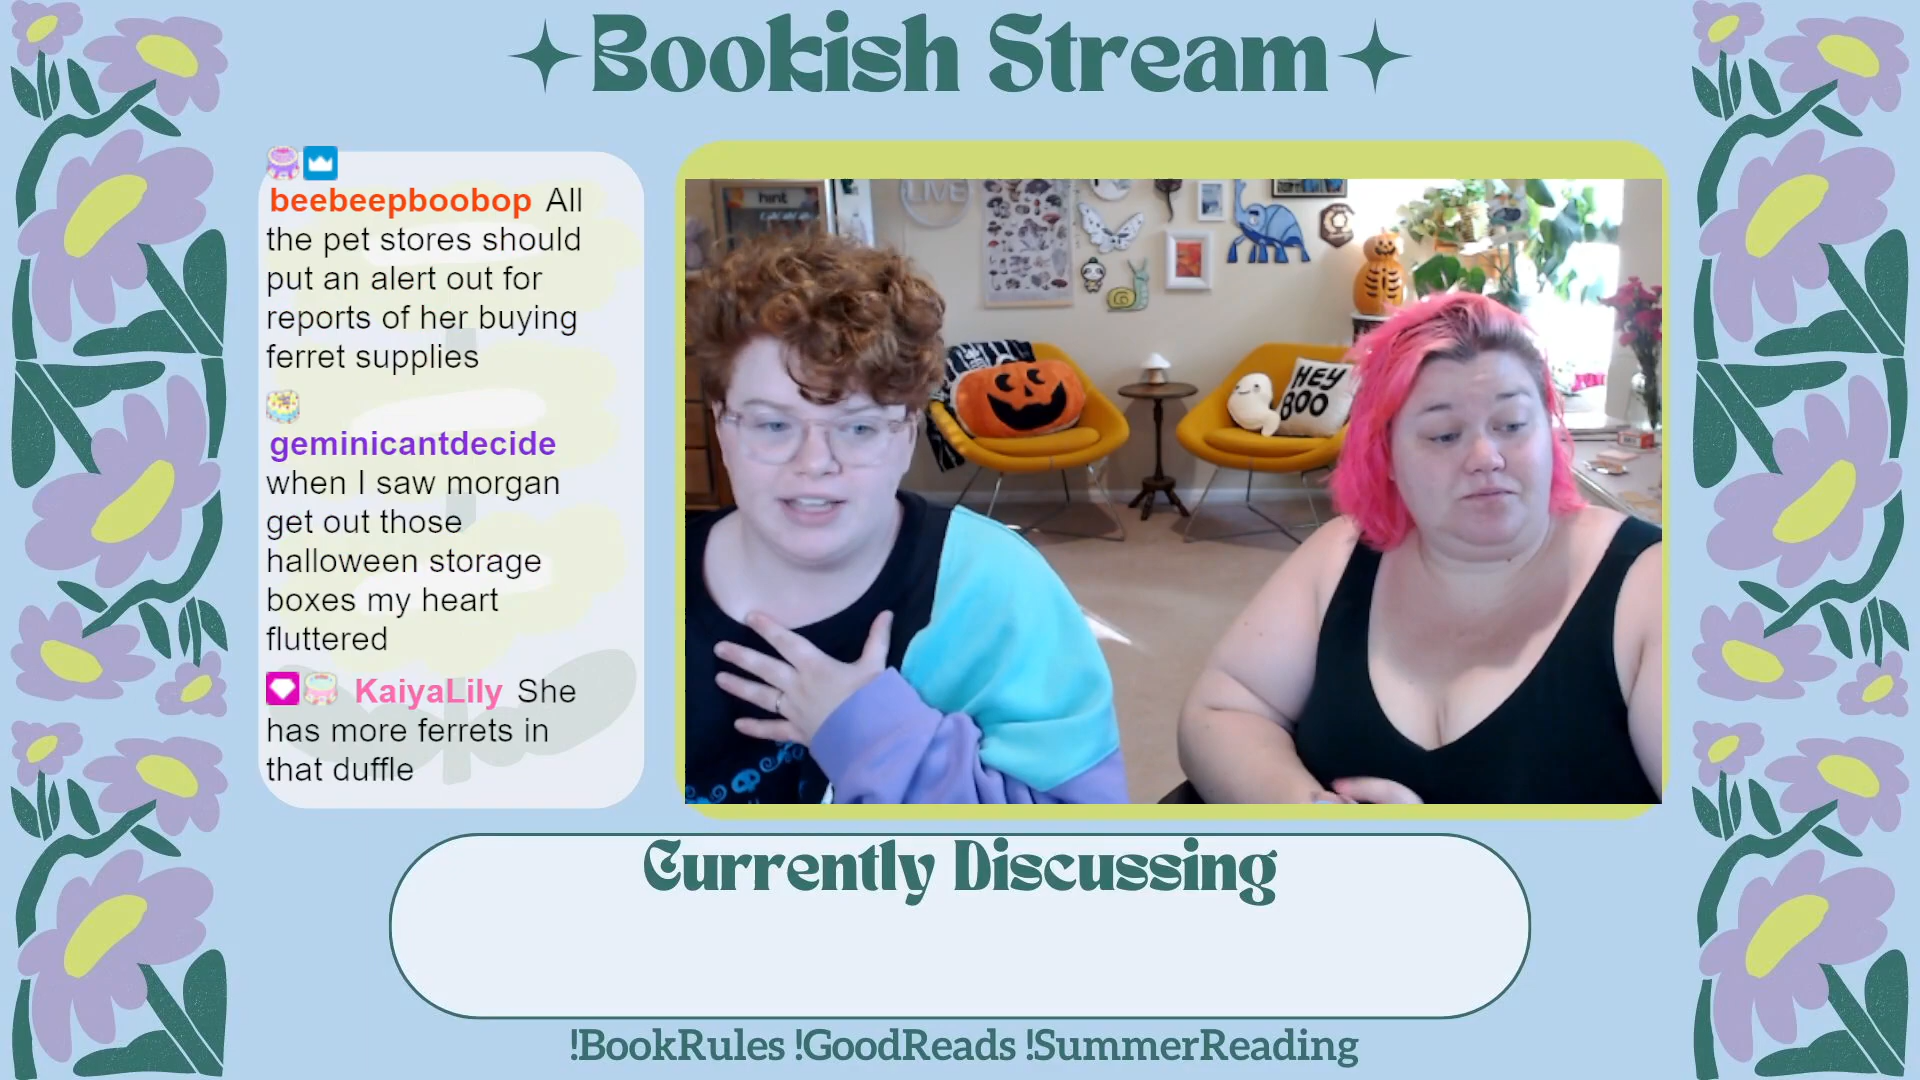 Bookish Stream
beebeepboobop All
the pet stores should
put an alert out for
reports of her buying
ferret supplies
geminicantdecide
when I saw morgan
get out those
halloween storage
boxes my heart
fluttered
KaiyaLily She
has more ferrets in
that duffle
hint
LIVE
HEY
BOO
Currently Discussing
!BookRules !GoodReads !SummerReading